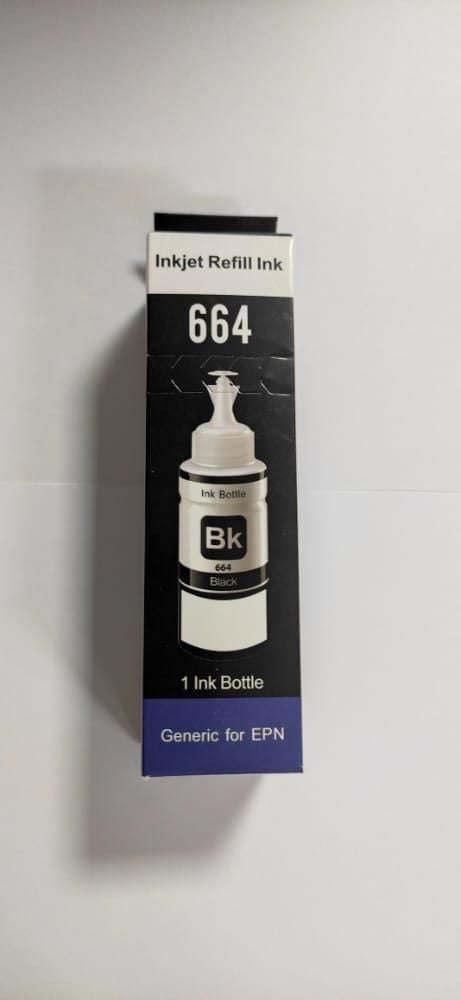 Inkjet Refill Ink
664
Ink Bottle
Bk
664
Black
1 Ink Bottle
Generic for EPN